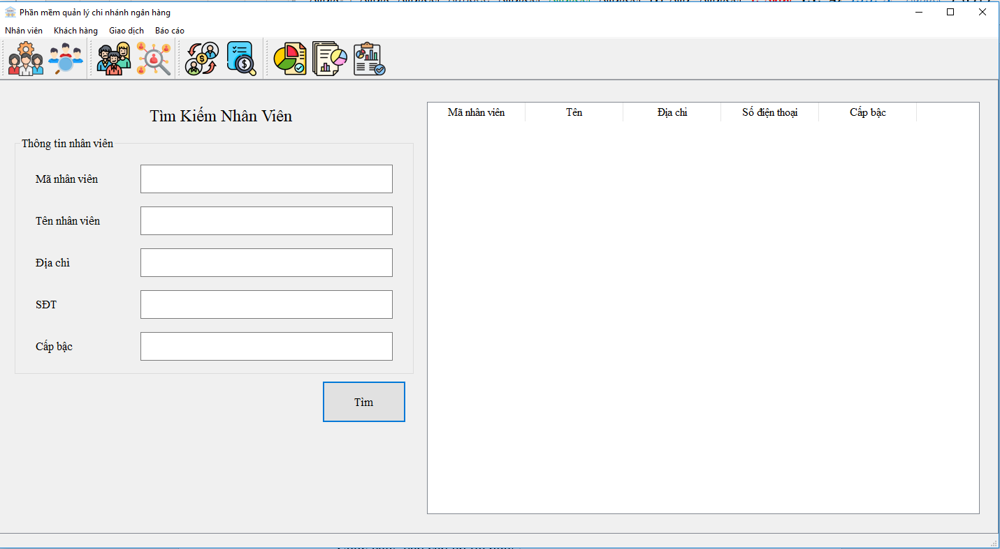 Phần mềm quản lý chi nhánh ngân hàng
Nhân viên Khách hàng Giao dịch Báo cáo
Tìm Kiếm Nhân Viên
Thông tin nhân viên
Mã nhân viên
Tên nhân viên
Địa chỉ
SĐT
Cấp bậc
Tìm
Mã nhân viên Tên Địa chỉ Số điện thoại Cấp bậc